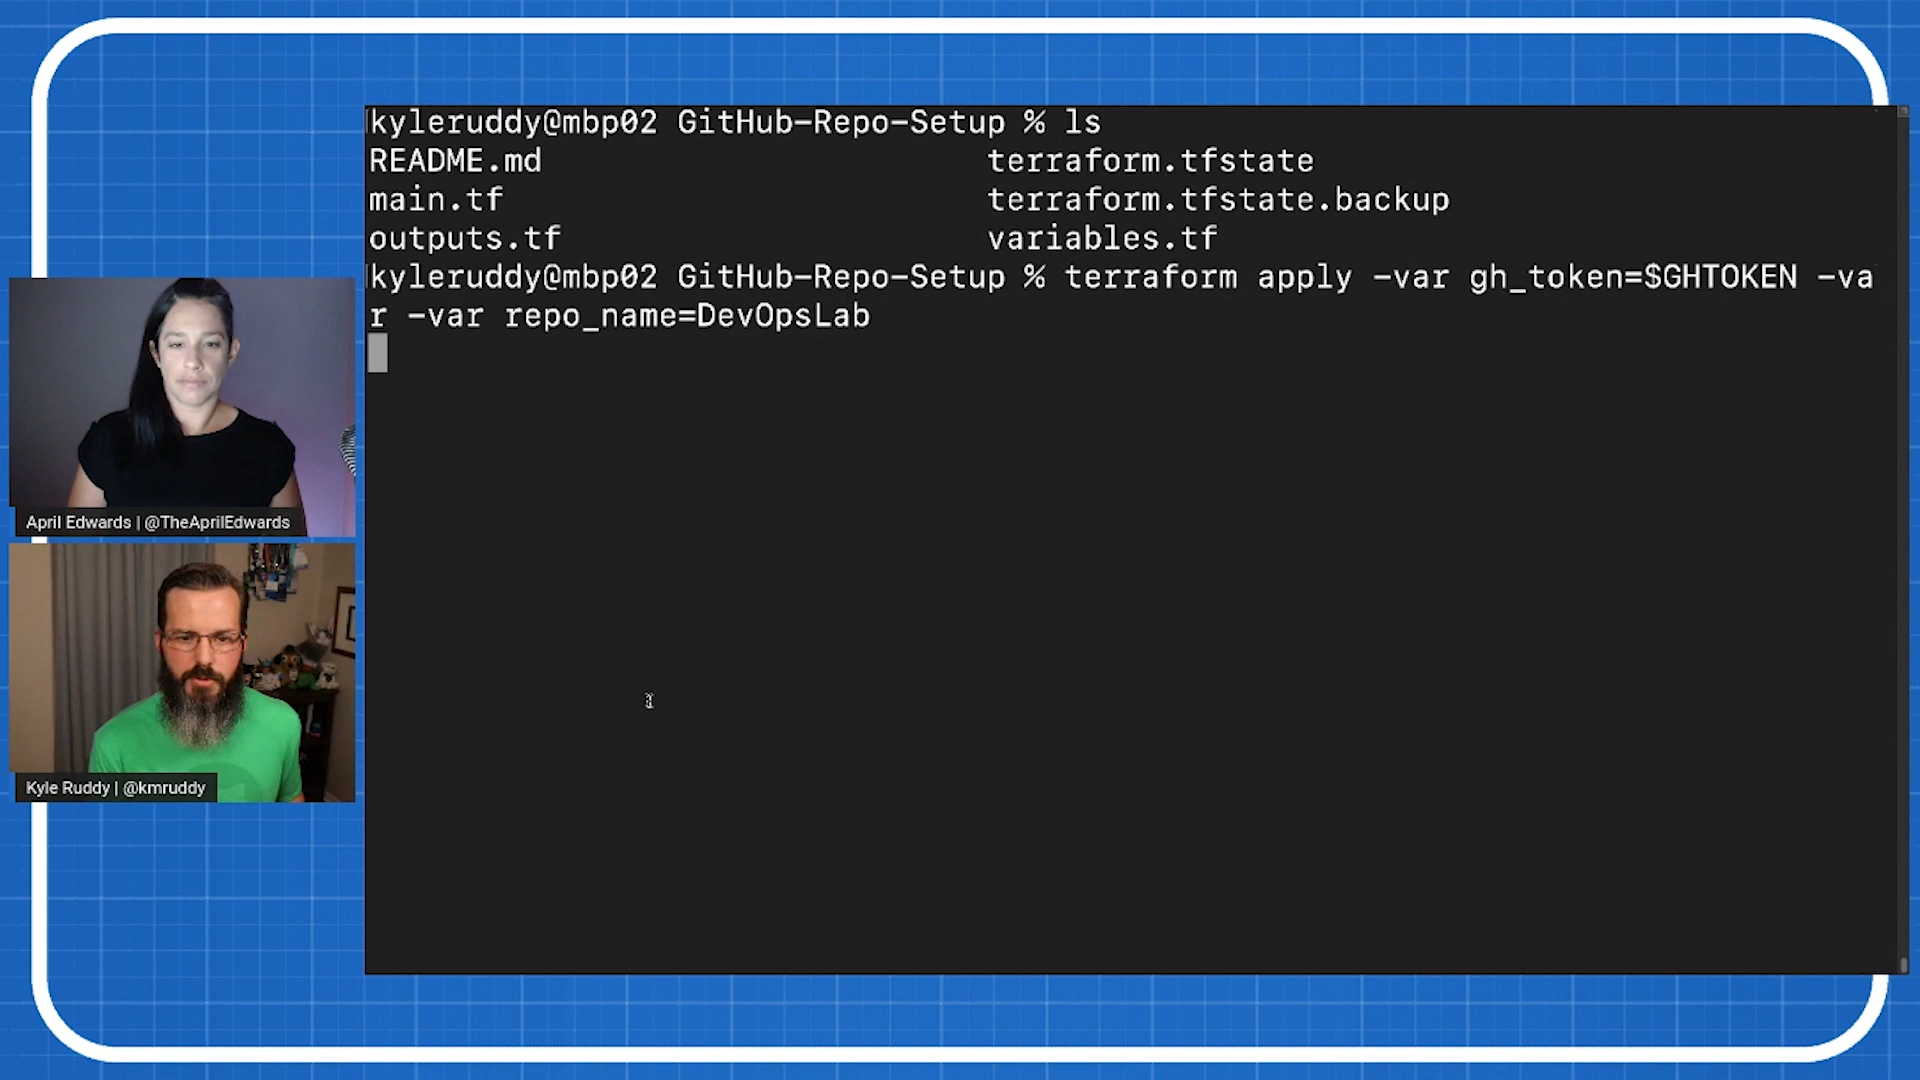 kyleruddy@mbp02 GitHub-Repo-Setup % ls
README.md terraform.tfstate
main.tf terraform.tfstate.backup
outputs.tf variables.tf
kyleruddy@mbp02 GitHub-Repo-Setup % terraform apply -var gh_token=$GHTOKEN -va
r -var repo_name=DevOpsLab
April Edwards | @TheAprilEdwards
Kyle Ruddy | @kmruddy